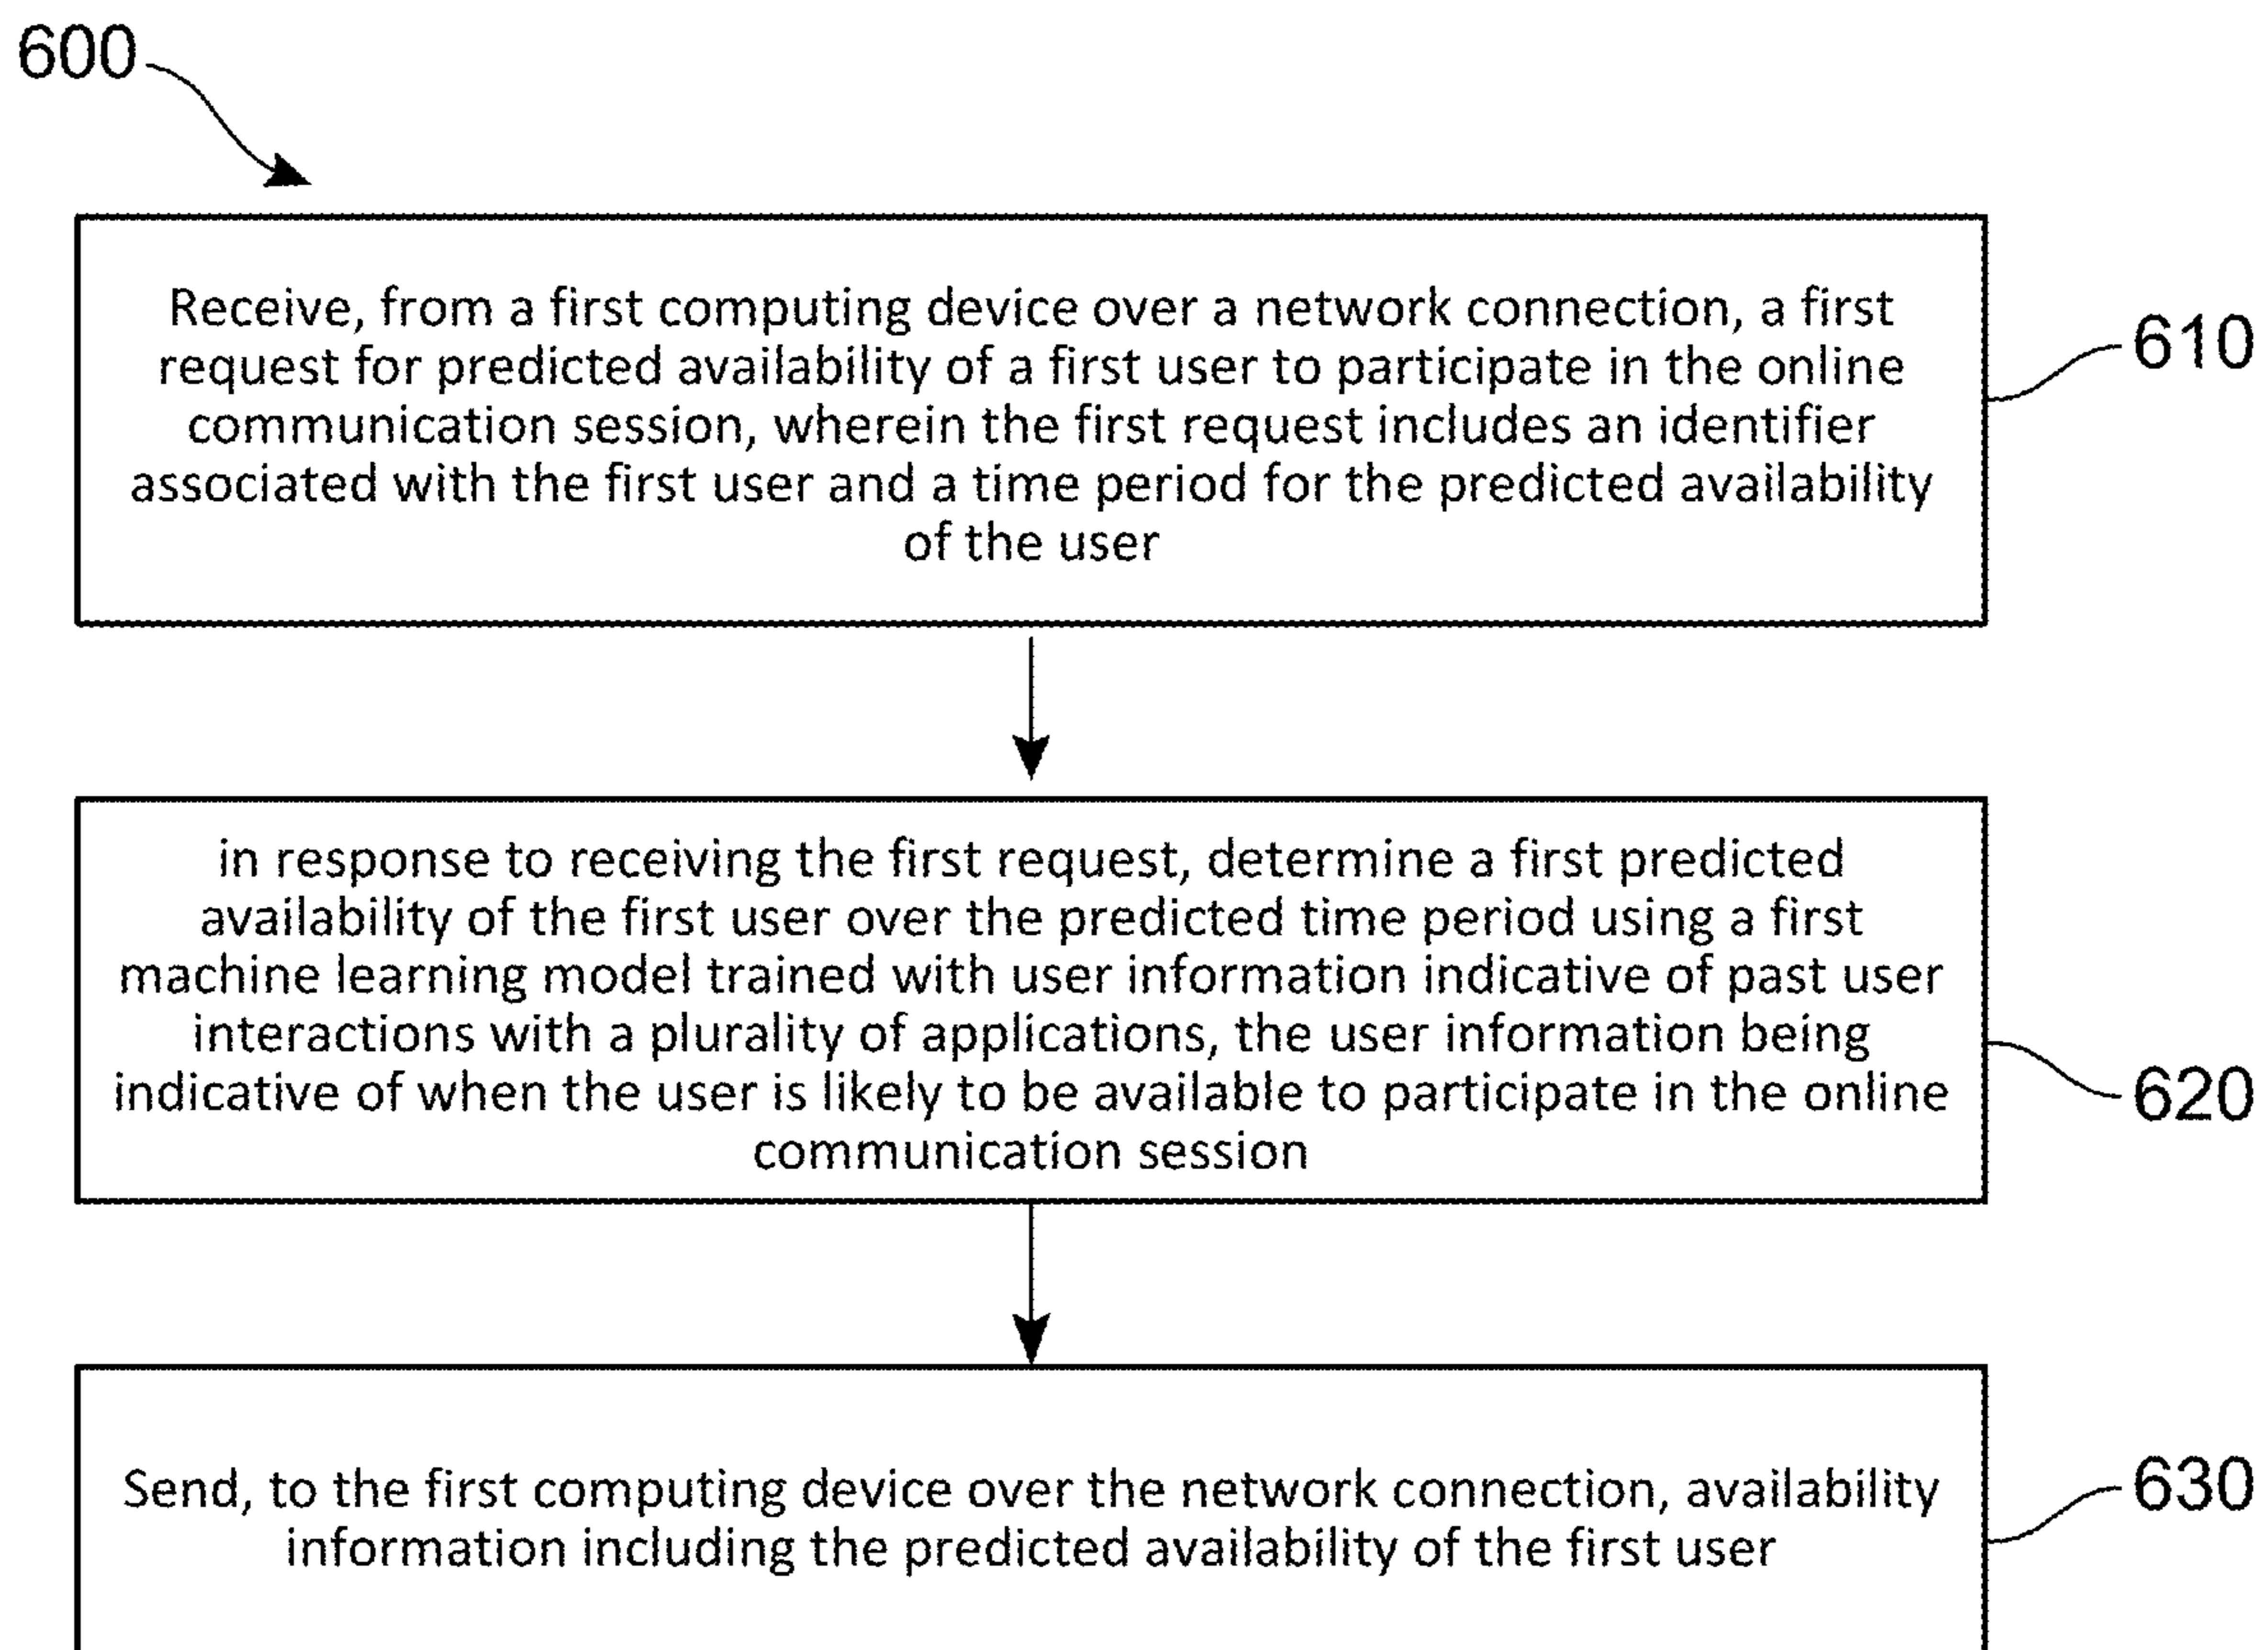 600
Receive, from a first computing device over a network connection, a first
request for predicted availability of a first user to participate in the online
communication session, wherein the first request includes an identifier
associated with the first user and a time period for the predicted availability
of the user
610
in response to receiving the first request, determine a first predicted
availability of the first user over the predicted time period using a first
machine learning model trained with user information indicative of past user
interactions with a plurality of applications, the user information being
indicative of when the user is likely to be available to participate in the online
communication session
620
Send, to the first computing device over the network connection, availability
information including the predicted availability of the first user
630